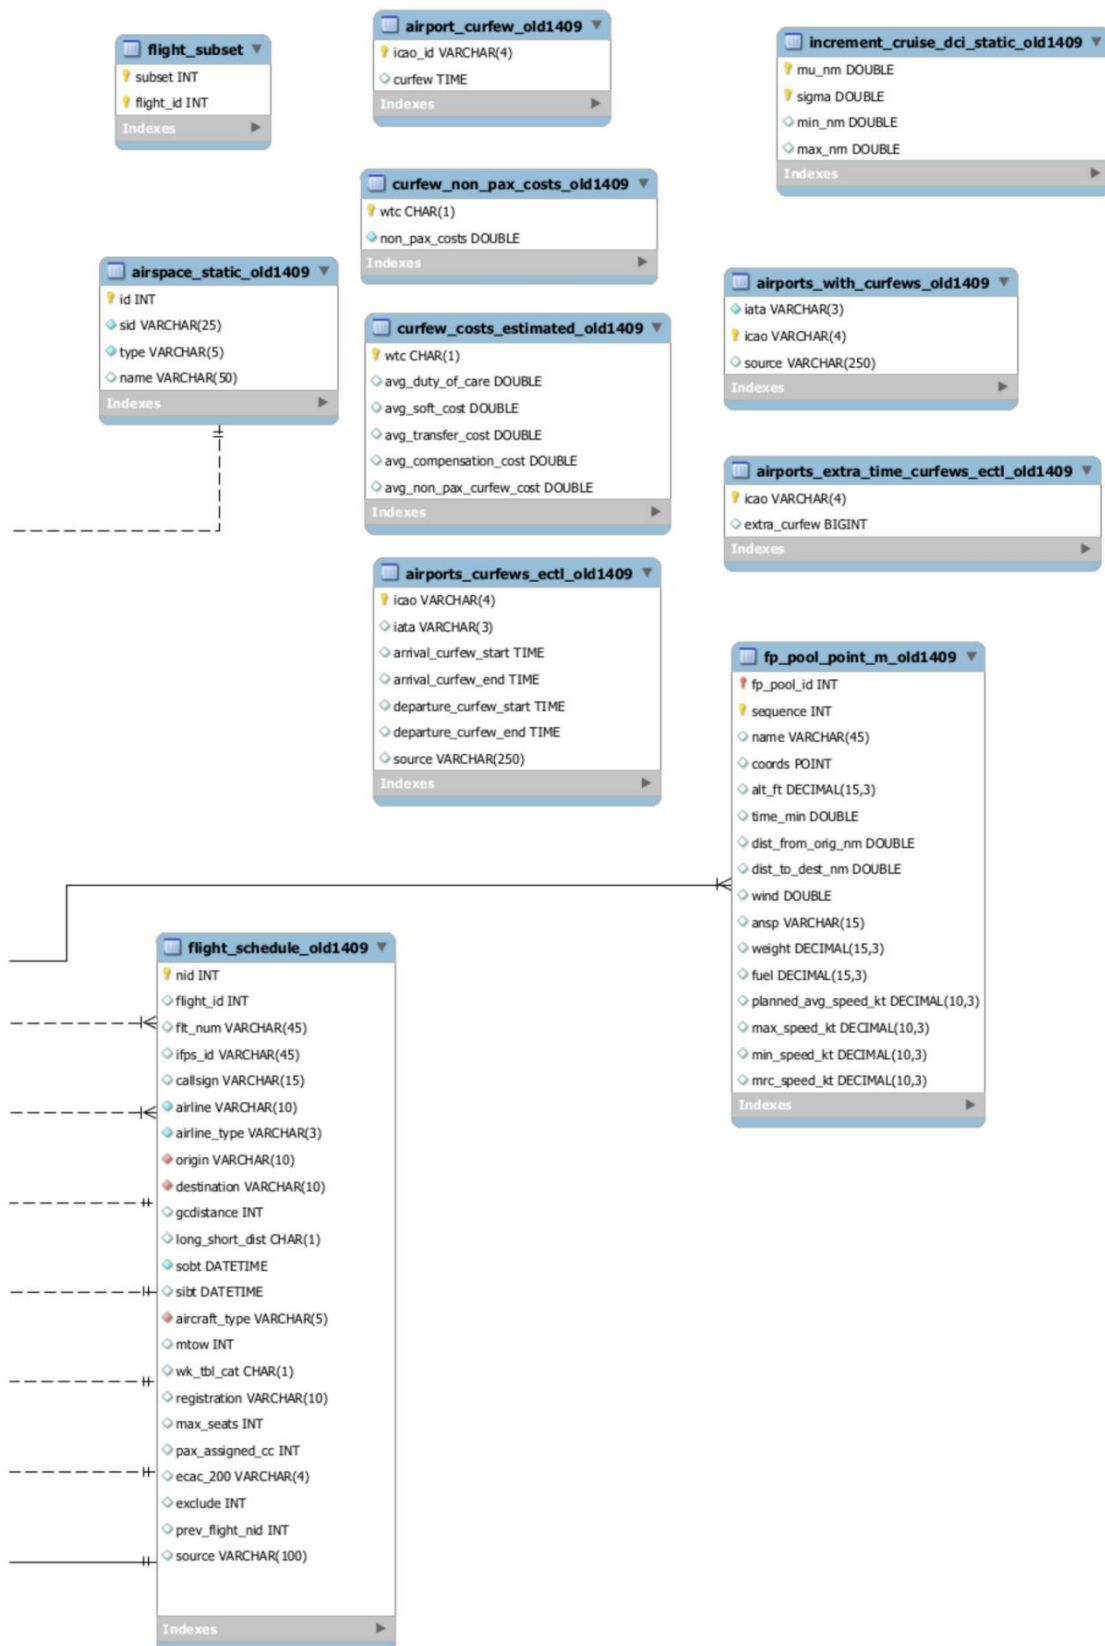 flight_subset
subset INT
flight_id INT
Indexes
airport_curfew_old1409
icao_id VARCHAR(4)
curfew TIME
Indexes
increment_cruise_dci_static_old1409
mu_nm DOUBLE
sigma DOUBLE
min_nm DOUBLE
max_nm DOUBLE
Indexes
curfew_non_pax_costs_old1409
wtc CHAR(1)
non_pax_costs DOUBLE
Indexes
airspace_static_old1409
id INT
sid VARCHAR(25)
type VARCHAR(5)
name VARCHAR(50)
Indexes
curfew_costs_estimated_old1409
wtc CHAR(1)
avg_duty_of_care DOUBLE
avg_soft_cost DOUBLE
avg_transfer_cost DOUBLE
avg_compensation_cost DOUBLE
avg_non_pax_curfew_cost DOUBLE
Indexes
airports_with_curfews_old1409
iata VARCHAR(3)
icao VARCHAR(4)
source VARCHAR(250)
Indexes
airports_extra_time_curfews_ectl_old1409
icao VARCHAR(4)
extra_curfew BIGINT
Indexes
airports_curfews_ectl_old1409
icao VARCHAR(4)
iata VARCHAR(3)
arrival_curfew_start TIME
arrival_curfew_end TIME
departure_curfew_start TIME
departure_curfew_end TIME
source VARCHAR(250)
Indexes
fp_pool_point_m_old1409
fp_pool_id INT
sequence INT
name VARCHAR(45)
coords POINT
alt_ft DECIMAL(15,3)
time_min DOUBLE
dist_from_orig_nm DOUBLE
dist_to_dest_nm DOUBLE
wind DOUBLE
ansp VARCHAR(15)
weight DECIMAL(15,3)
fuel DECIMAL(15,3)
planned_avg_speed_kt DECIMAL(10,3)
max_speed_kt DECIMAL(10,3)
min_speed_kt DECIMAL(10,3)
mrc_speed_kt DECIMAL(10,3)
Indexes
flight_schedule_old1409
nid INT
flight_id INT
flt_num VARCHAR(45)
ifps_id VARCHAR(45)
callsign VARCHAR(15)
airline VARCHAR(10)
airline_type VARCHAR(3)
origin VARCHAR(10)
destination VARCHAR(10)
gcdistance INT
long_short_dist CHAR(1)
sobt DATETIME
sibt DATETIME
aircraft_type VARCHAR(5)
mtow INT
wk_tbl_cat CHAR(1)
registration VARCHAR(10)
max_seats INT
pax_assigned_cc INT
ecac_200 VARCHAR(4)
exclude INT
prev_flight_nid INT
source VARCHAR(100)
Indexes